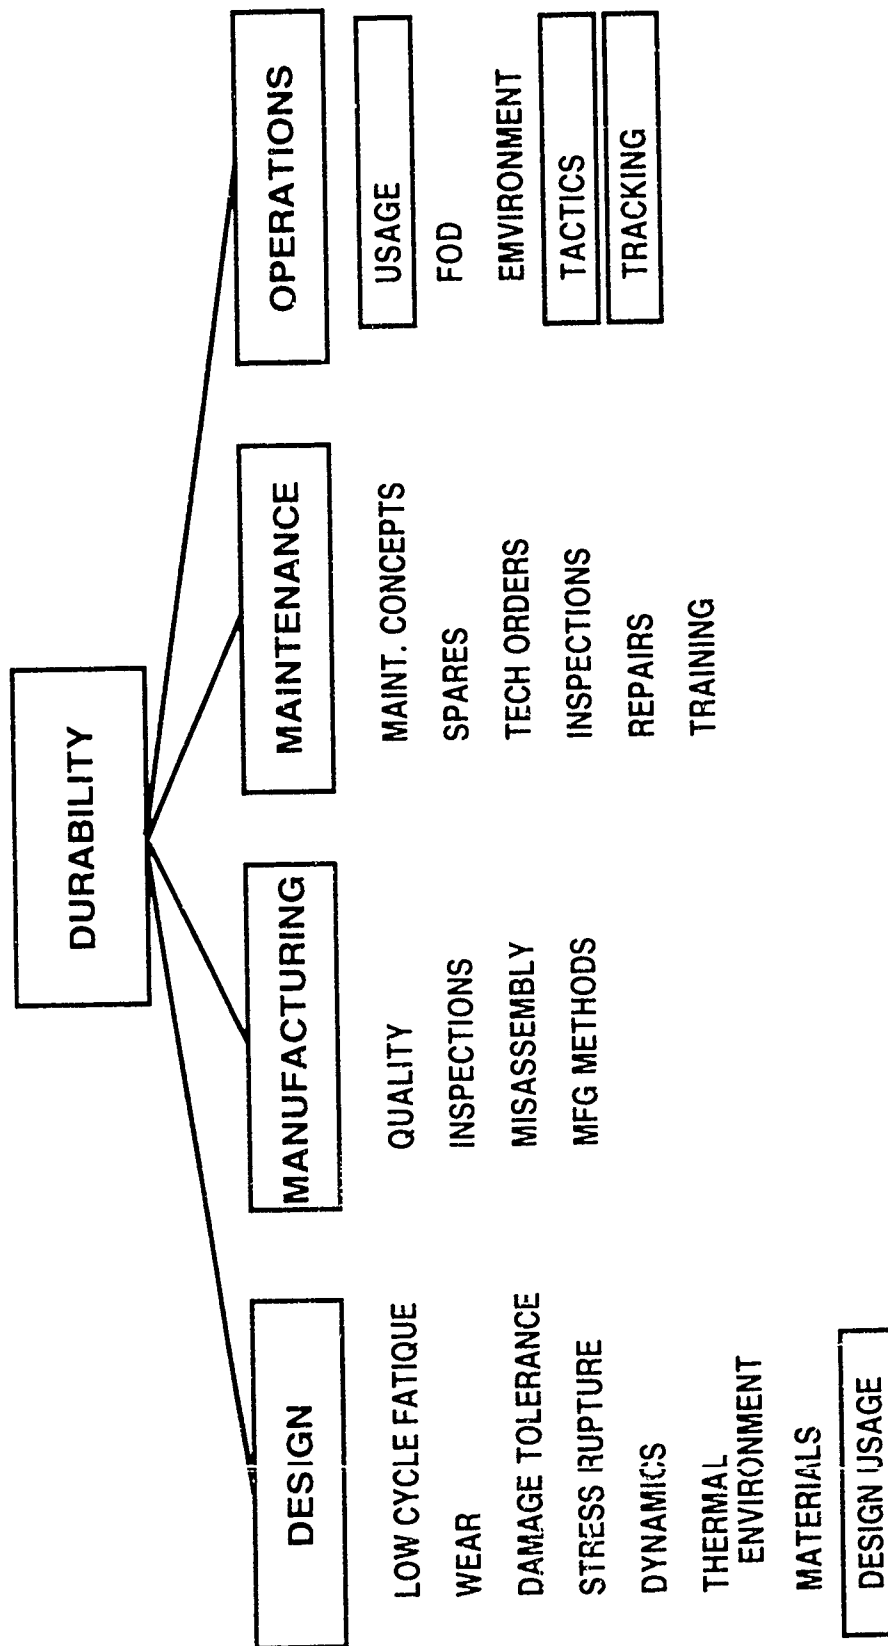 DURABILITY
DESIGN
LOW CYCLE FATIQUE
WEAR
DAMAGE TOLERANCE
STRESS RUPTURE
DYNAMICS
THERMAL
ENVIRONMENT
MATERIALS
DESIGN USAGE
MANUFACTURING
QUALITY
INSPECTIONS
MISASSEMBLY
MFG METHODS
MAINTENANCE
MAINT. CONCEPTS
SPARES
TECH ORDERS
INSPECTIONS
REPAIRS
TRAINING
OPERATIONS
USAGE
FOD
EMVIRONMENT
TACTICS
TRACKING